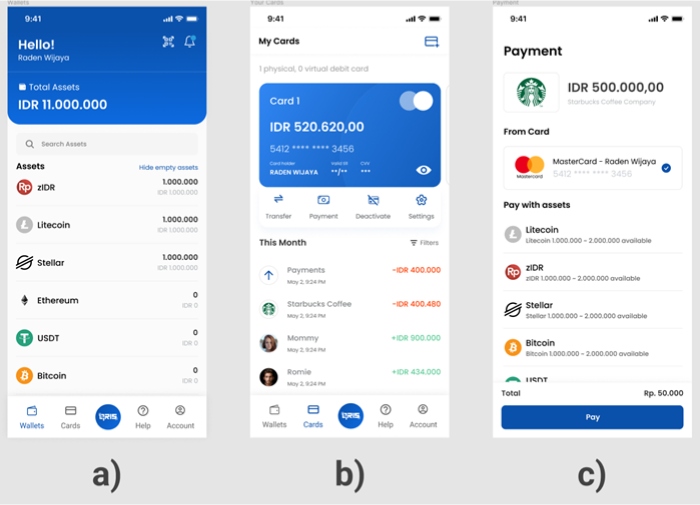 Wallets
9:41
Hello!
Raden Wijaya
Total Assets
IDR 11.000.000
Search Assets
Assets
Hide empty assets
Rp
zIDR
1.000.000
IDR 1.000.000
Litecoin
1.000.000
IDR 1.000.000
Stellar
1.000.000
IDR 1.000.000
Ethereum
0
IDR 0
USDT
0
IDR 0
Bitcoin
0
IDR 0
Wallets
Cards
QRIS
Help
Account
a)
Your Cards
9:41
My Cards
1 physical, 0 virtual debit card
Card 1
IDR 520.620,00
5412 **** **** 3456
Card holder
Valid till
CVV
RADEN WIJAYA
**/**
***
Transfer
Payment
Deactivate
Settings
This Month
Filters
Payments
-IDR 400.000
May 2, 9:24 PM
Starbucks Coffee
-IDR 400.480
May 2, 9:24 PM
Mommy
+IDR 900.000
May 2, 9:24 PM
Romie
+IDR 434.000
May 2, 9:24 PM
Wallets
Cards
QRIS
Help
Account
b)
Payment
9:41
Payment
IDR 500.000,00
Starbucks Coffee Company
From Card
MasterCard - Raden Wijaya
5412 **** **** 3456
Mastercard
Pay with assets
Litecoin
Litecoin 1.000.000 ~ 2.000.000 available
Rp
zIDR
zIDR 1.000.000 ~ 2.000.000 available
Stellar
Stellar 1.000.000 ~ 2.000.000 available
Bitcoin
Bitcoin 1.000.000 ~ 2.000.000 available
USDT
Total
Rp. 50.000
Pay
c)